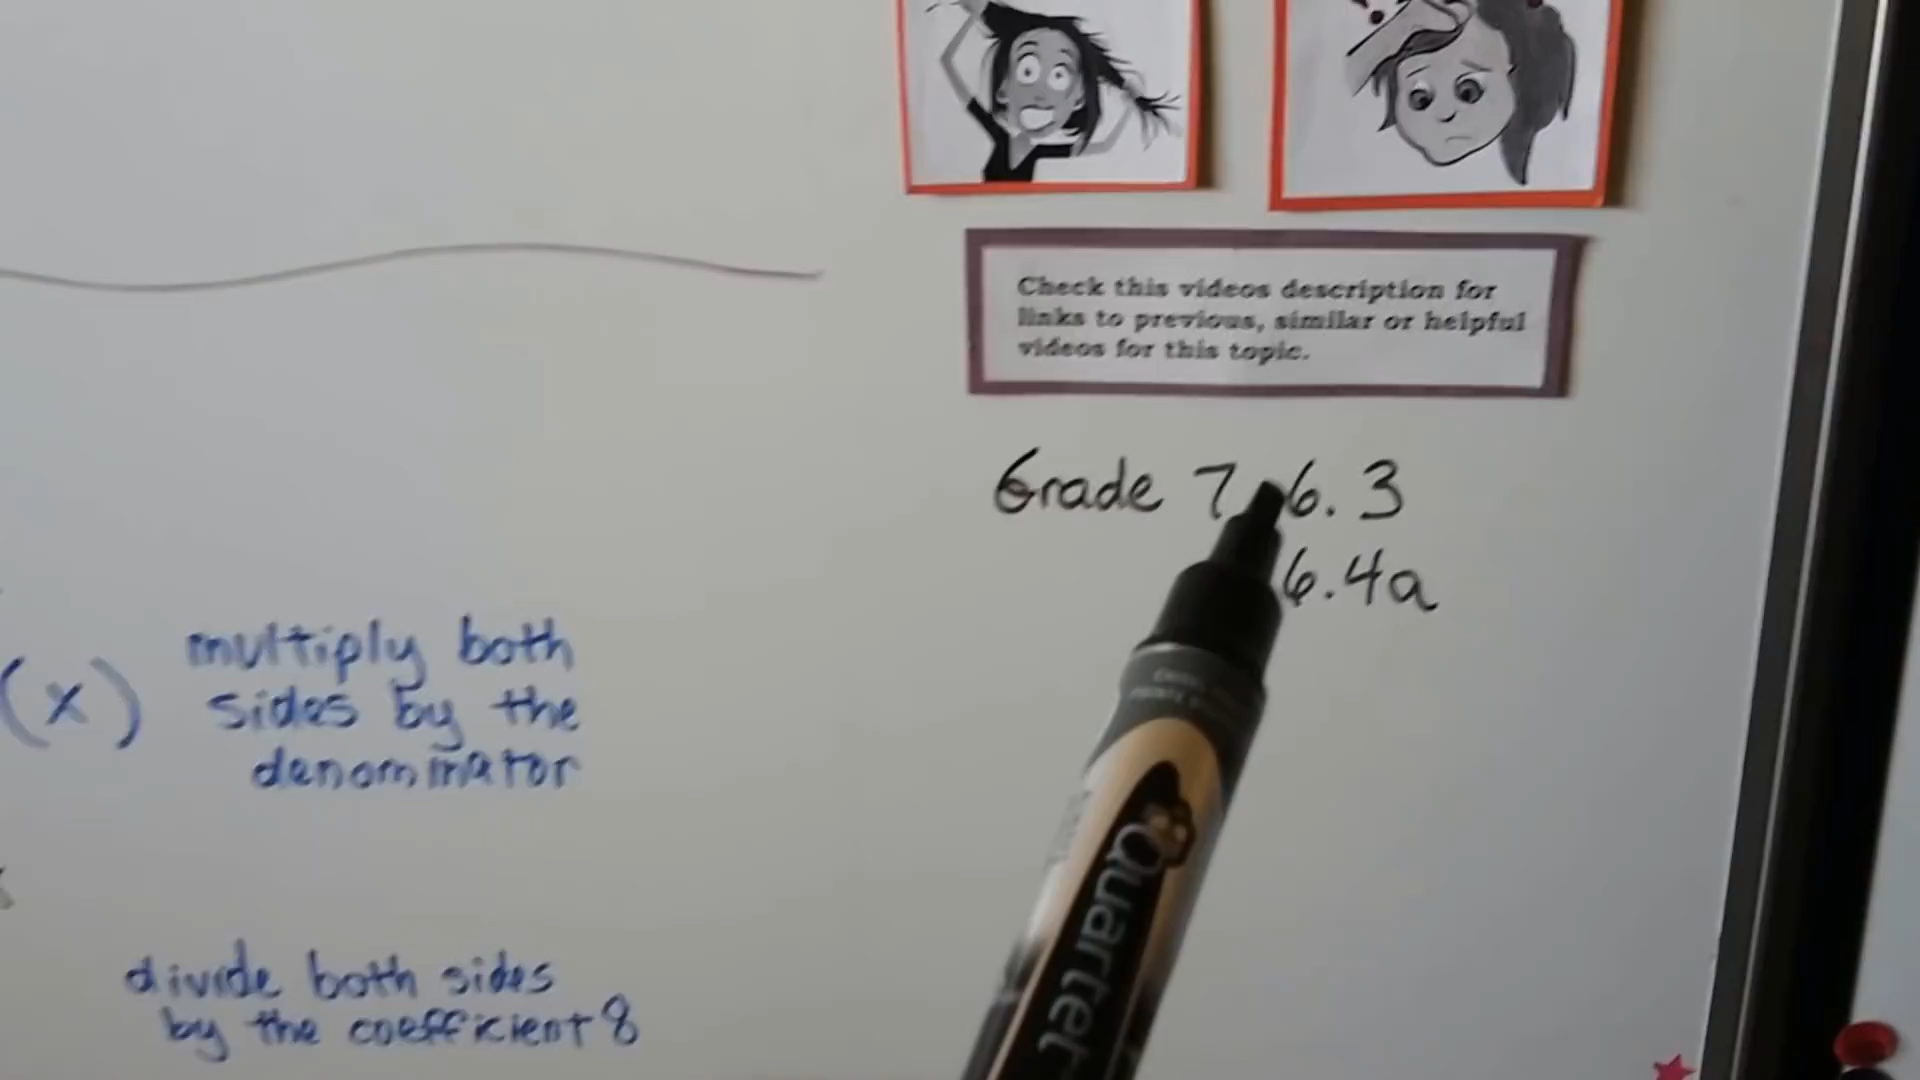 Check this videos description for
links to previous, similar or helpful
videos for this topic.
Grade 7 6.3
6.4a
(x) multiply both
sides by the
denominator
divide both sides
by the coefficient 8
Quartet